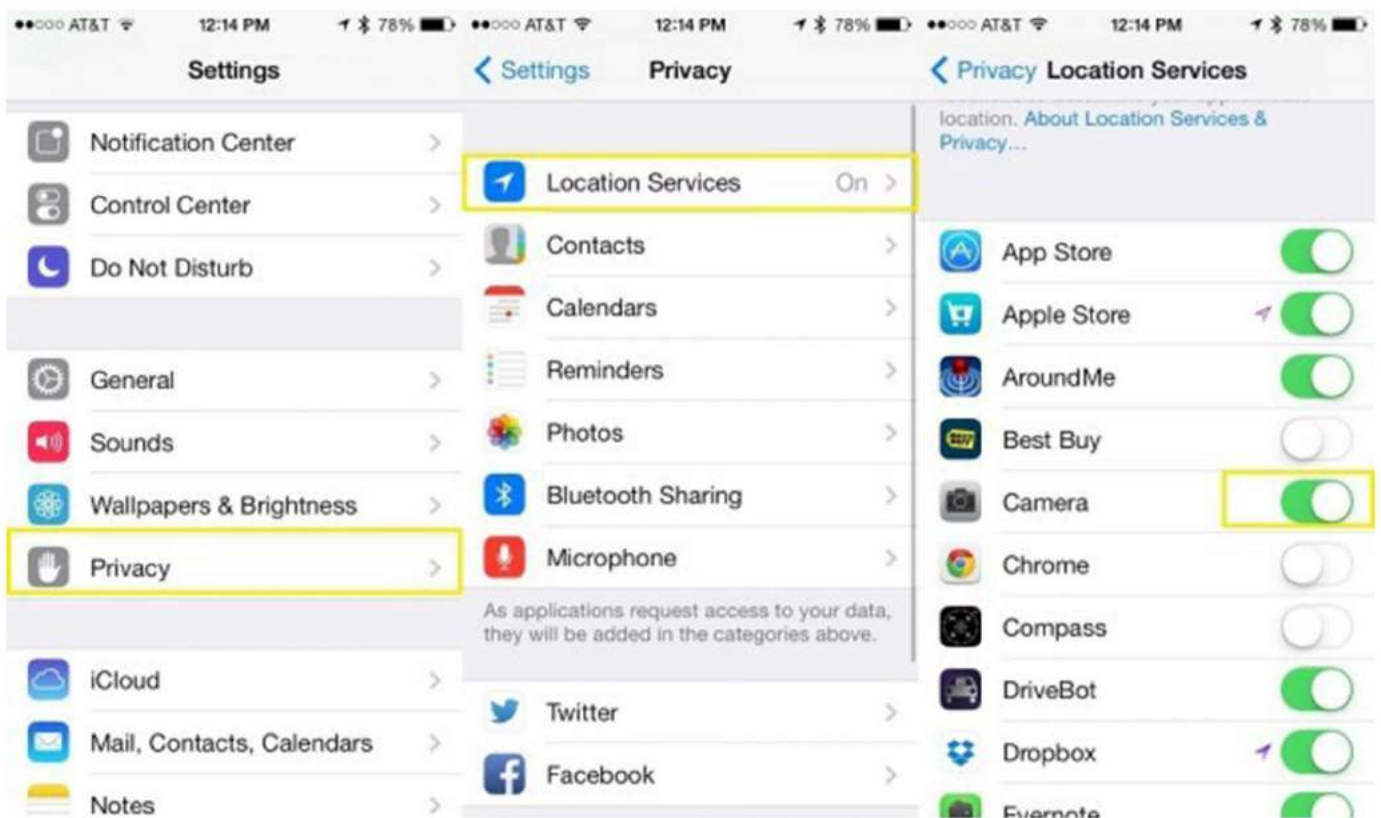 AT&T 12:14 PM 78%
Settings
Notification Center
Control Center
Do Not Disturb
General
Sounds
Wallpapers & Brightness
Privacy
iCloud
Mail, Contacts, Calendars
Notes
AT&T 12:14 PM 78%
Settings Privacy
Location Services On
Contacts
Calendars
Reminders
Photos
Bluetooth Sharing
Microphone
As applications request access to your data,
they will be added in the categories above.
Twitter
Facebook
AT&T 12:14 PM 78%
Privacy Location Services
location. About Location Services &
Privacy...
App Store
Apple Store
AroundMe
Best Buy
Camera
Chrome
Compass
DriveBot
Dropbox
Evernote